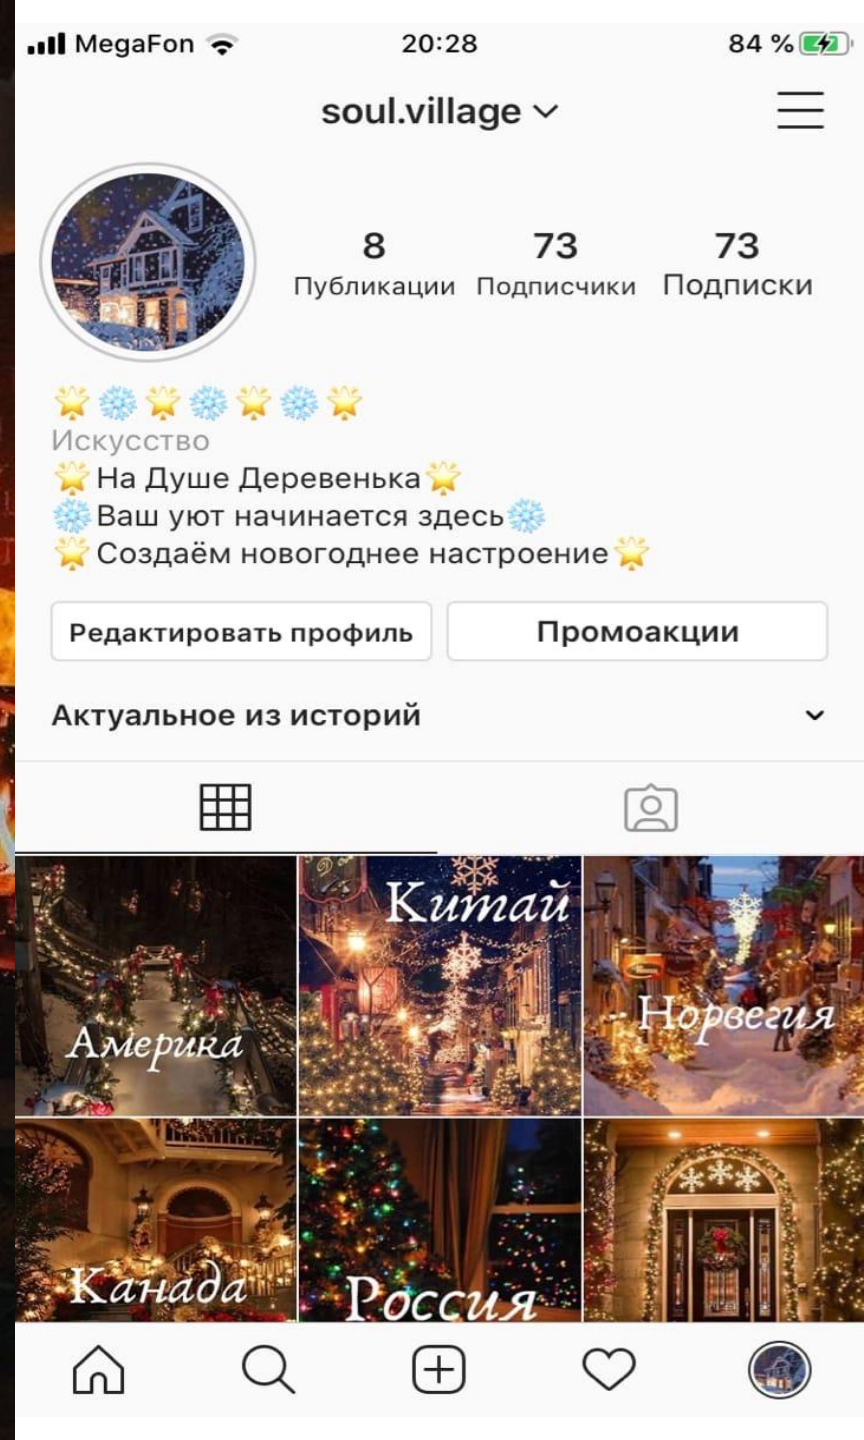 MegaFon 20:28 84 %
soul.village
8 73 73
Публикации Подписчики Подписки
🌟❄️🌟❄️🌟❄️🌟
Искусство
🌟На Душе Деревенька🌟
❄️Ваш уют начинается здесь❄️
🌟Создаём новогоднее настроение🌟
Редактировать профиль Промоакции
Актуальное из историй
Америка
Китай
Норвегия
Канада
Россия